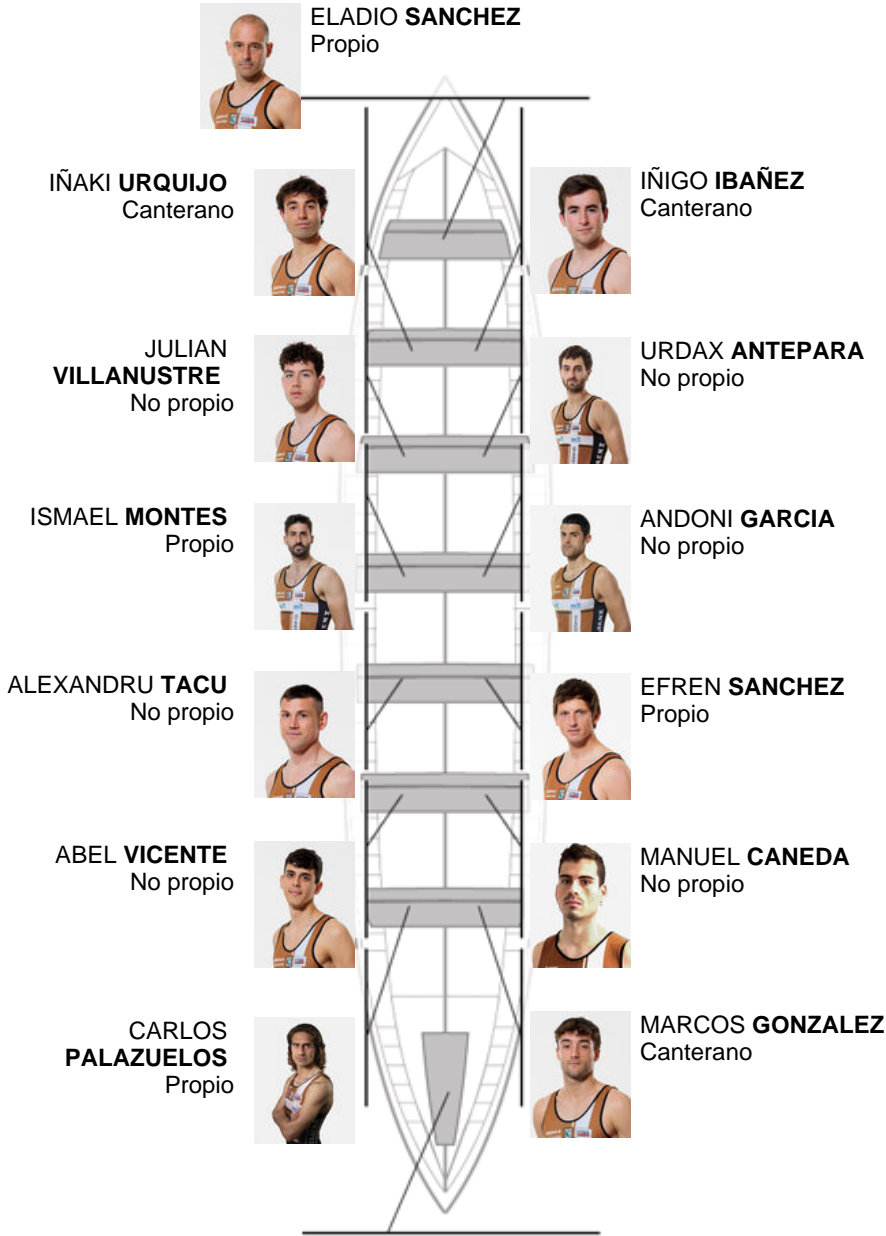 ELADIO SANCHEZ
Propio
IÑAKI URQUIJO
Canterano
IÑIGO IBAÑEZ
Canterano
JULIAN
VILLANUSTRE
No propio
URDAX ANTEPARA
No propio
ISMAEL MONTES
Propio
ANDONI GARCIA
No propio
ALEXANDRU TACU
No propio
EFREN SANCHEZ
Propio
ABEL VICENTE
No propio
MANUEL CANEDA
No propio
CARLOS
PALAZUELOS
Propio
MARCOS GONZALEZ
Canterano